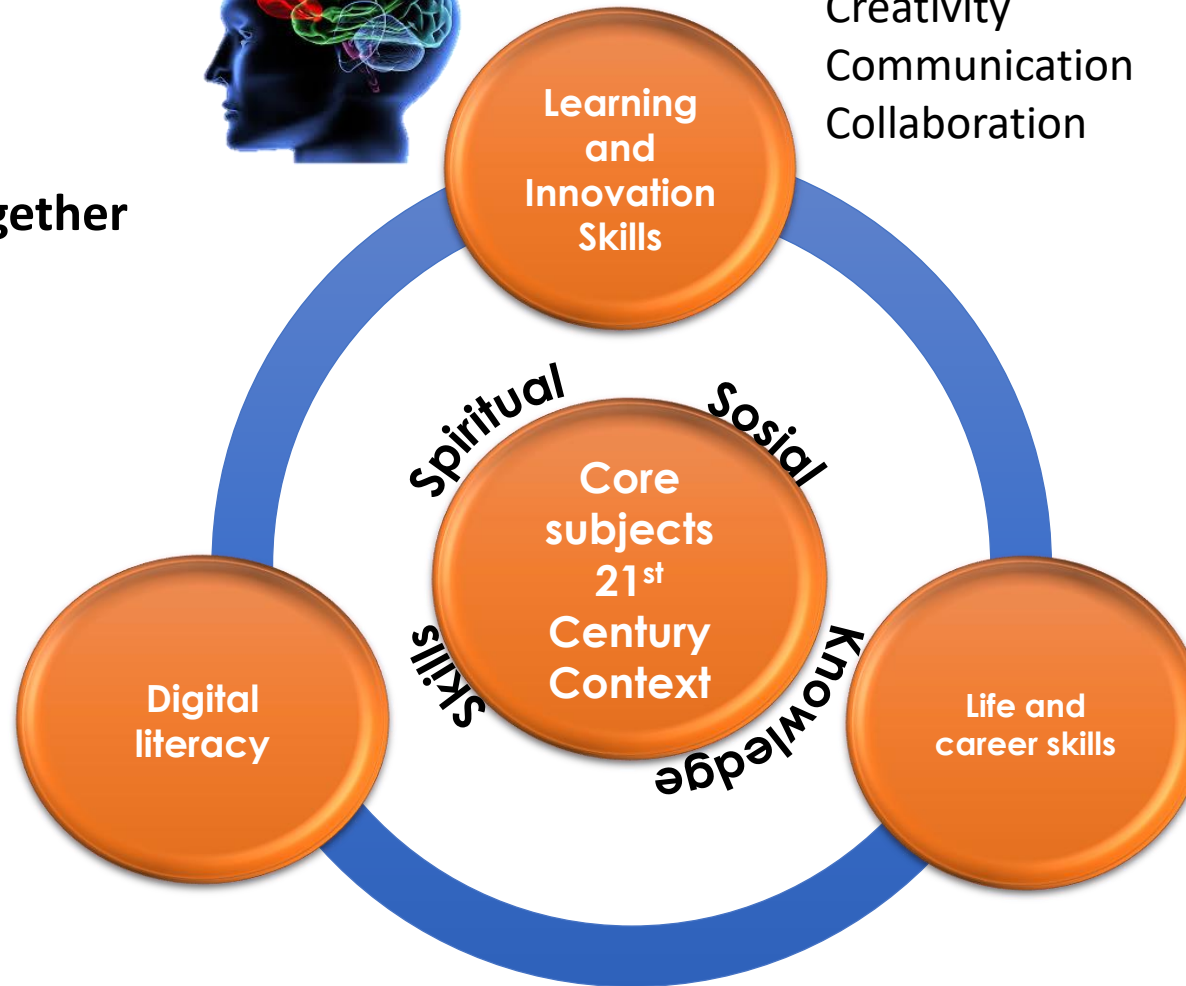 Creativity
Communication
Collaboration
Learning
and
Innovation
Skills
gether
Spiritual
Sosial
Core
subjects
21st
Century
Context
Skills
Knowledge
Digital
literacy
Life and
career skills